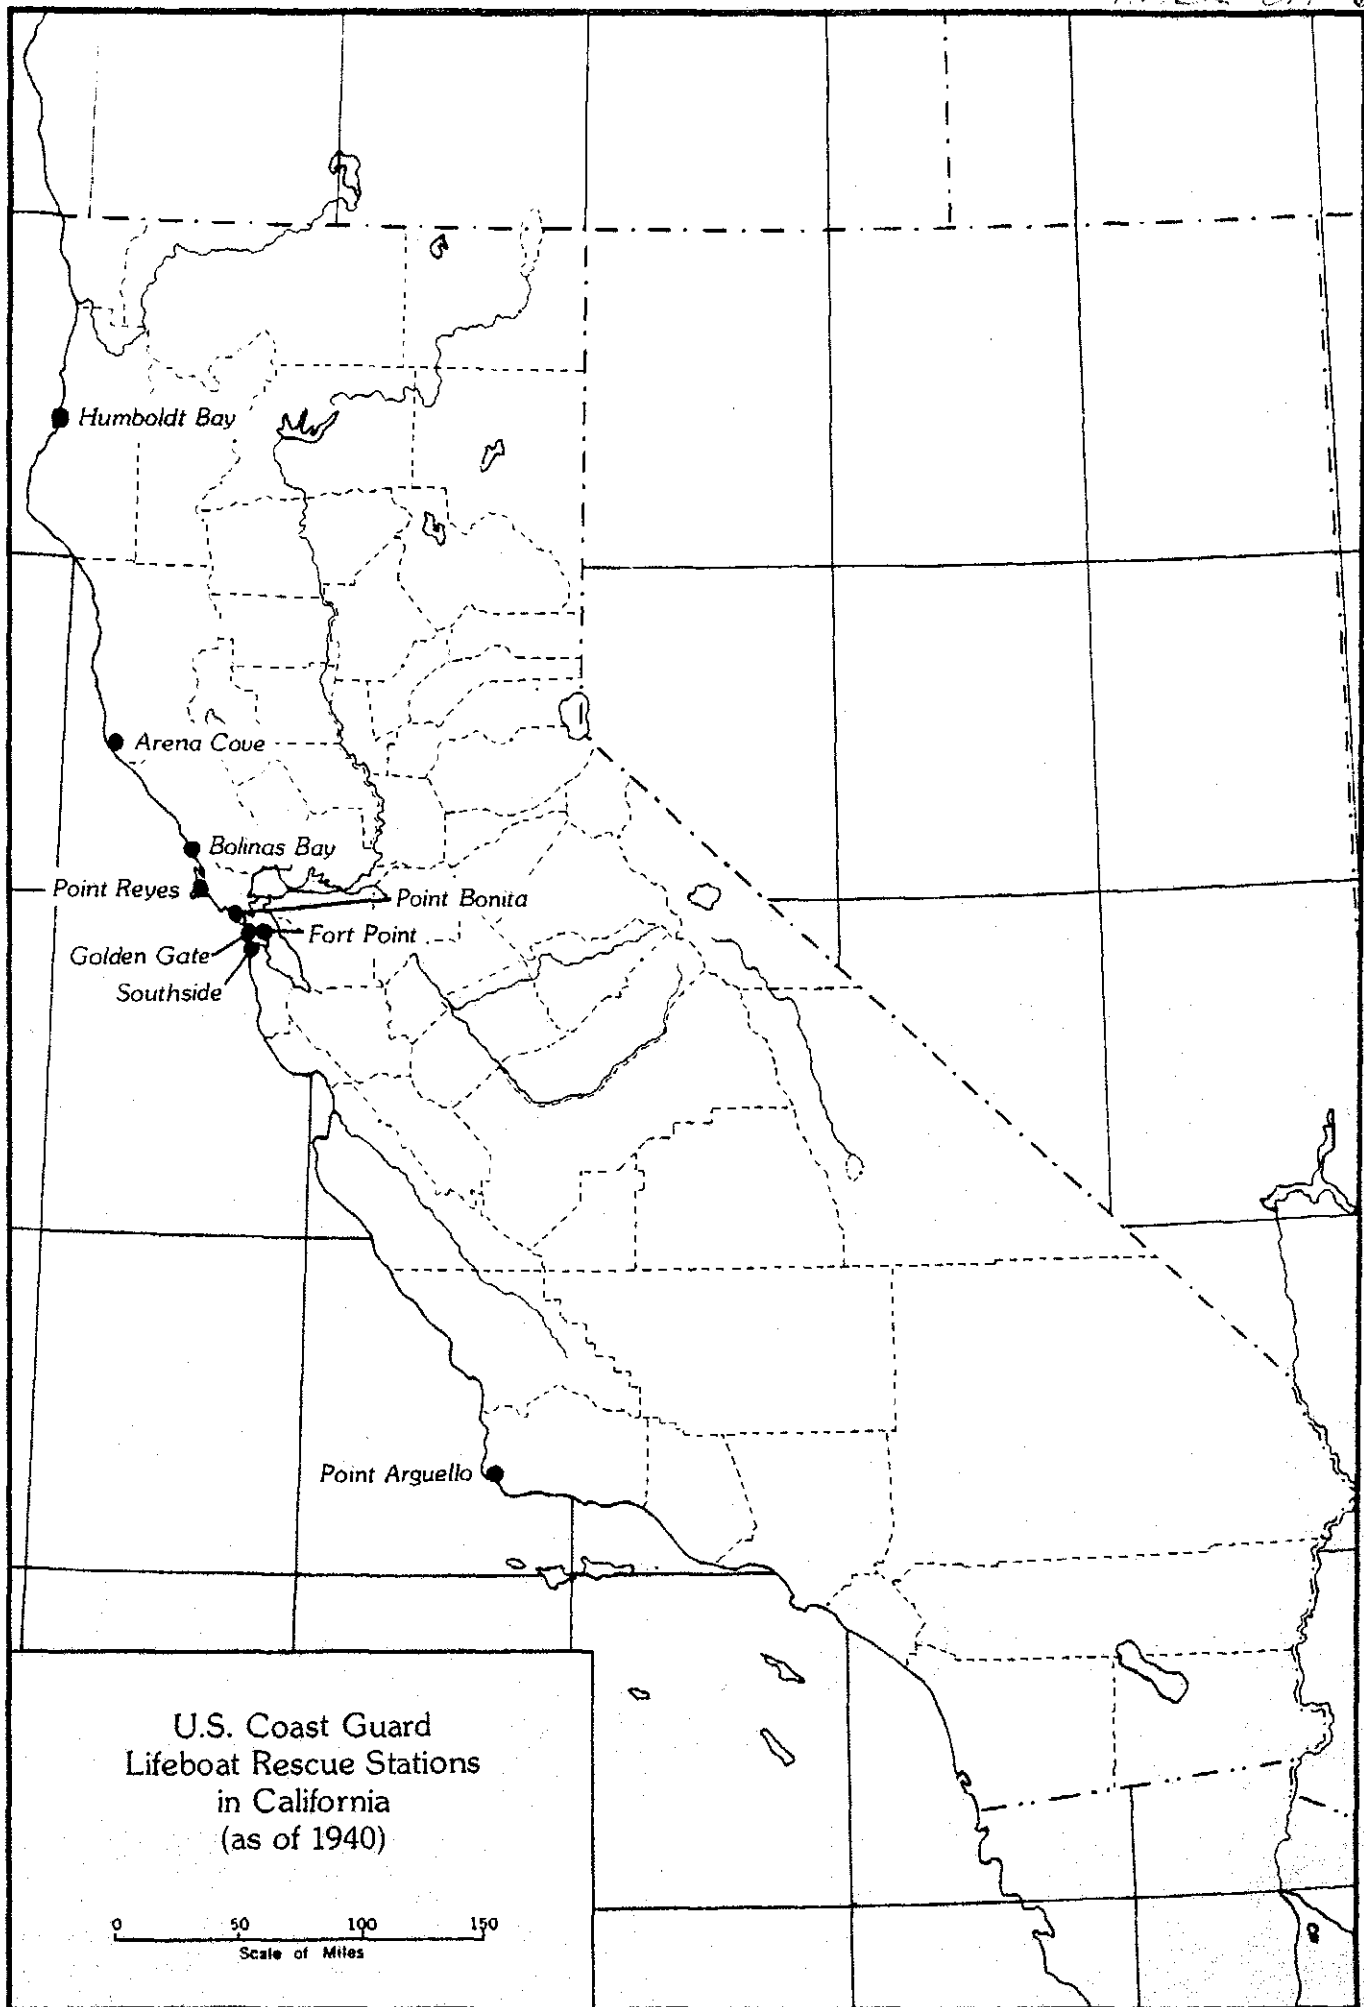 Humboldt Bay
Arena Cove
Bolinas Bay
Point Reyes
Point Bonita
Fort Point
Golden Gate
Southside
Point Arguello
U.S. Coast Guard
Lifeboat Rescue Stations
in California
(as of 1940)
0 50 100 150
Scale of Miles